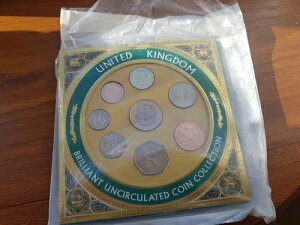 UNITED KINGDOM
BRILLIANT UNCIRCULATED COIN COLLECTION